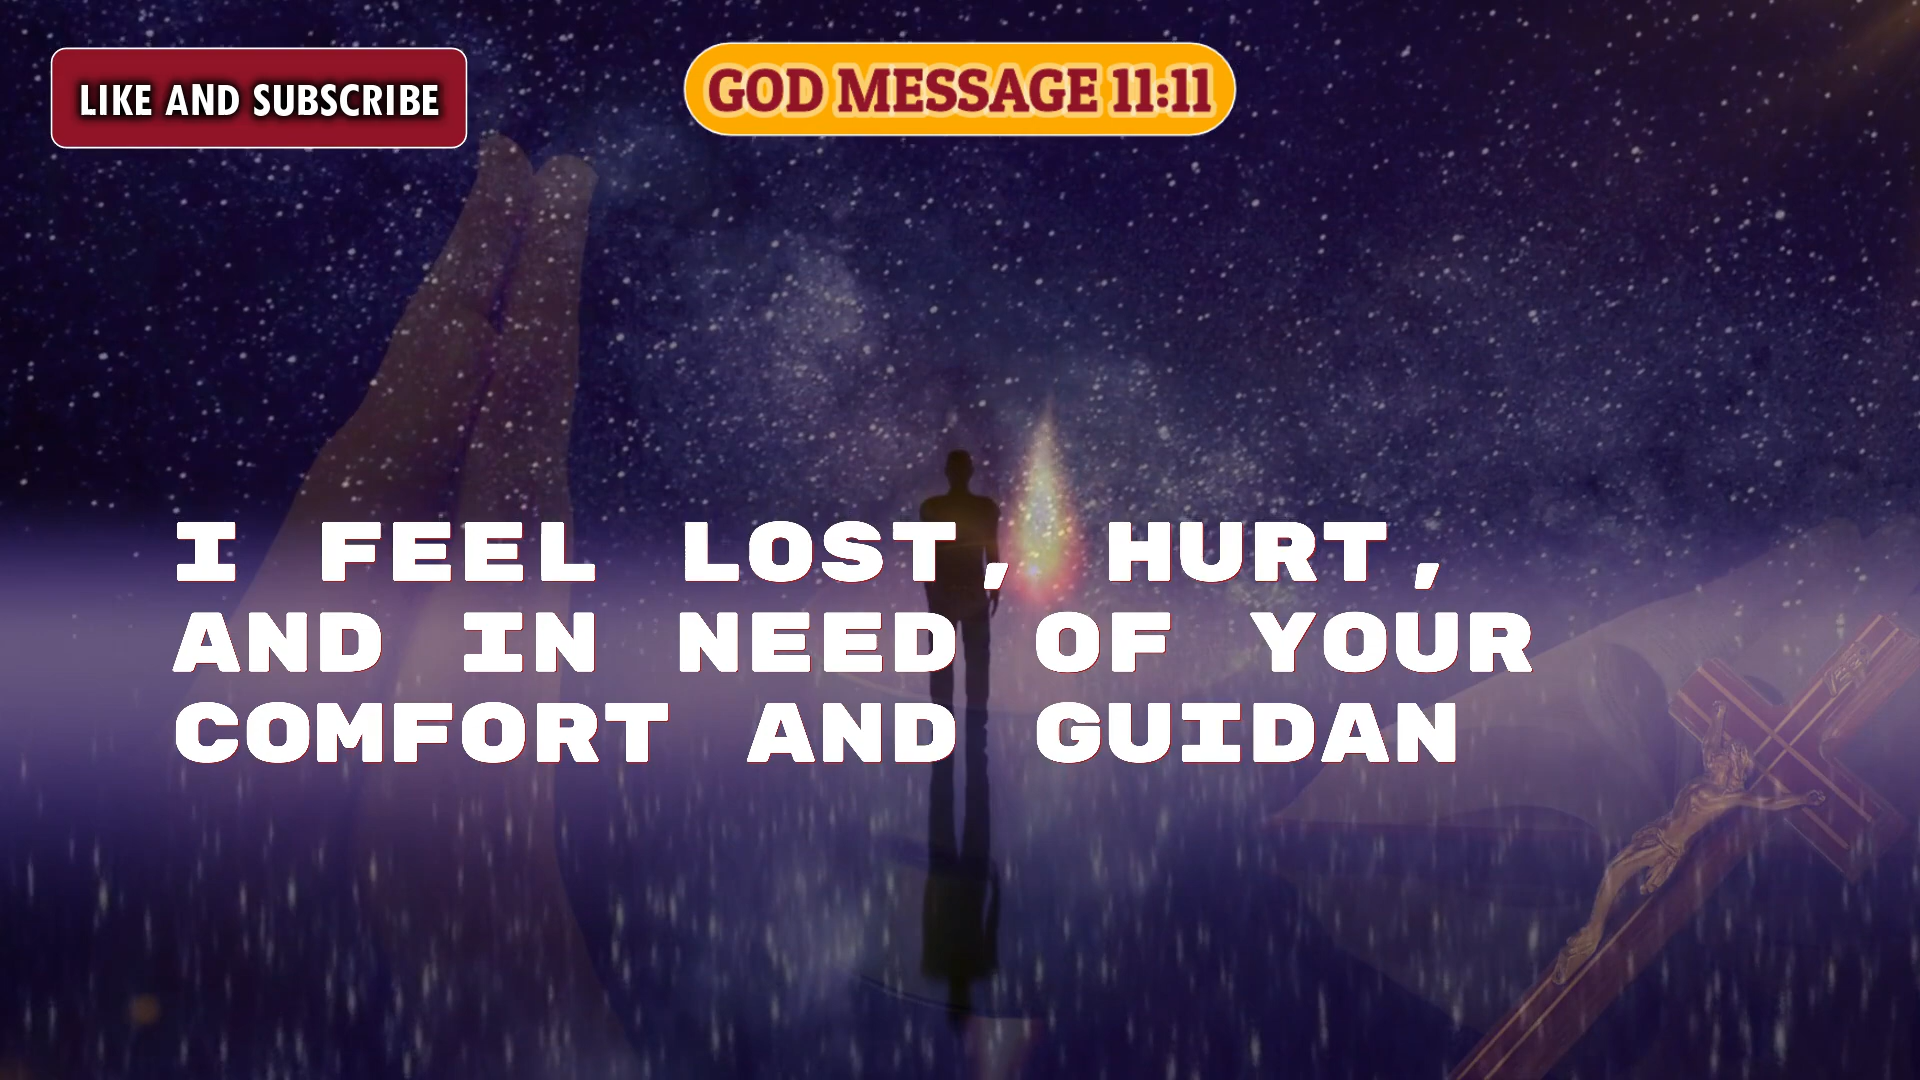 LIKE AND SUBSCRIBE
GOD MESSAGE 11:11
I FEEL LOST, HURT,
AND IN NEED OF YOUR
COMFORT AND GUIDAN